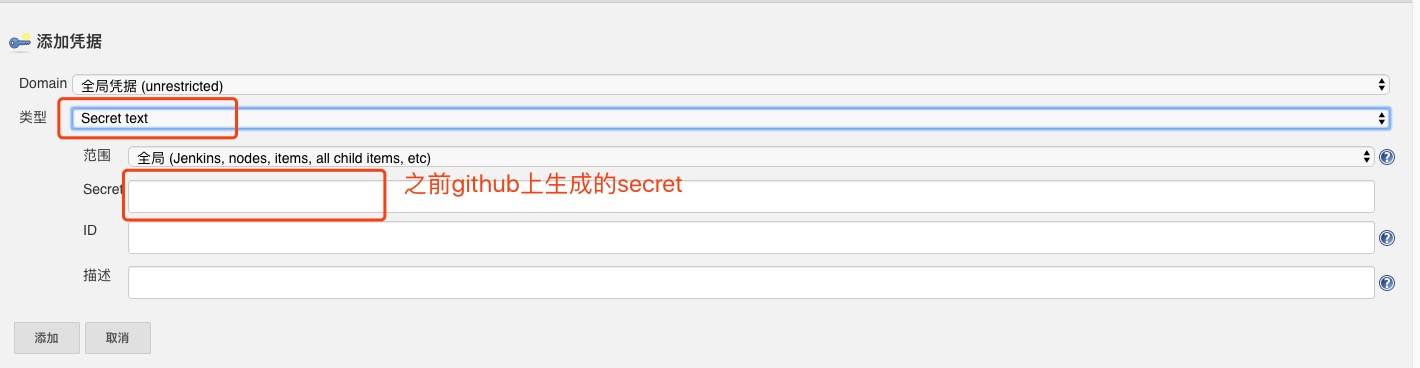 添加凭据
Domain 全局凭据 (unrestricted)
类型 Secret text
范围 全局 (Jenkins, nodes, items, all child items, etc)
Secret 之前github上生成的secret
ID
描述
添加 取消